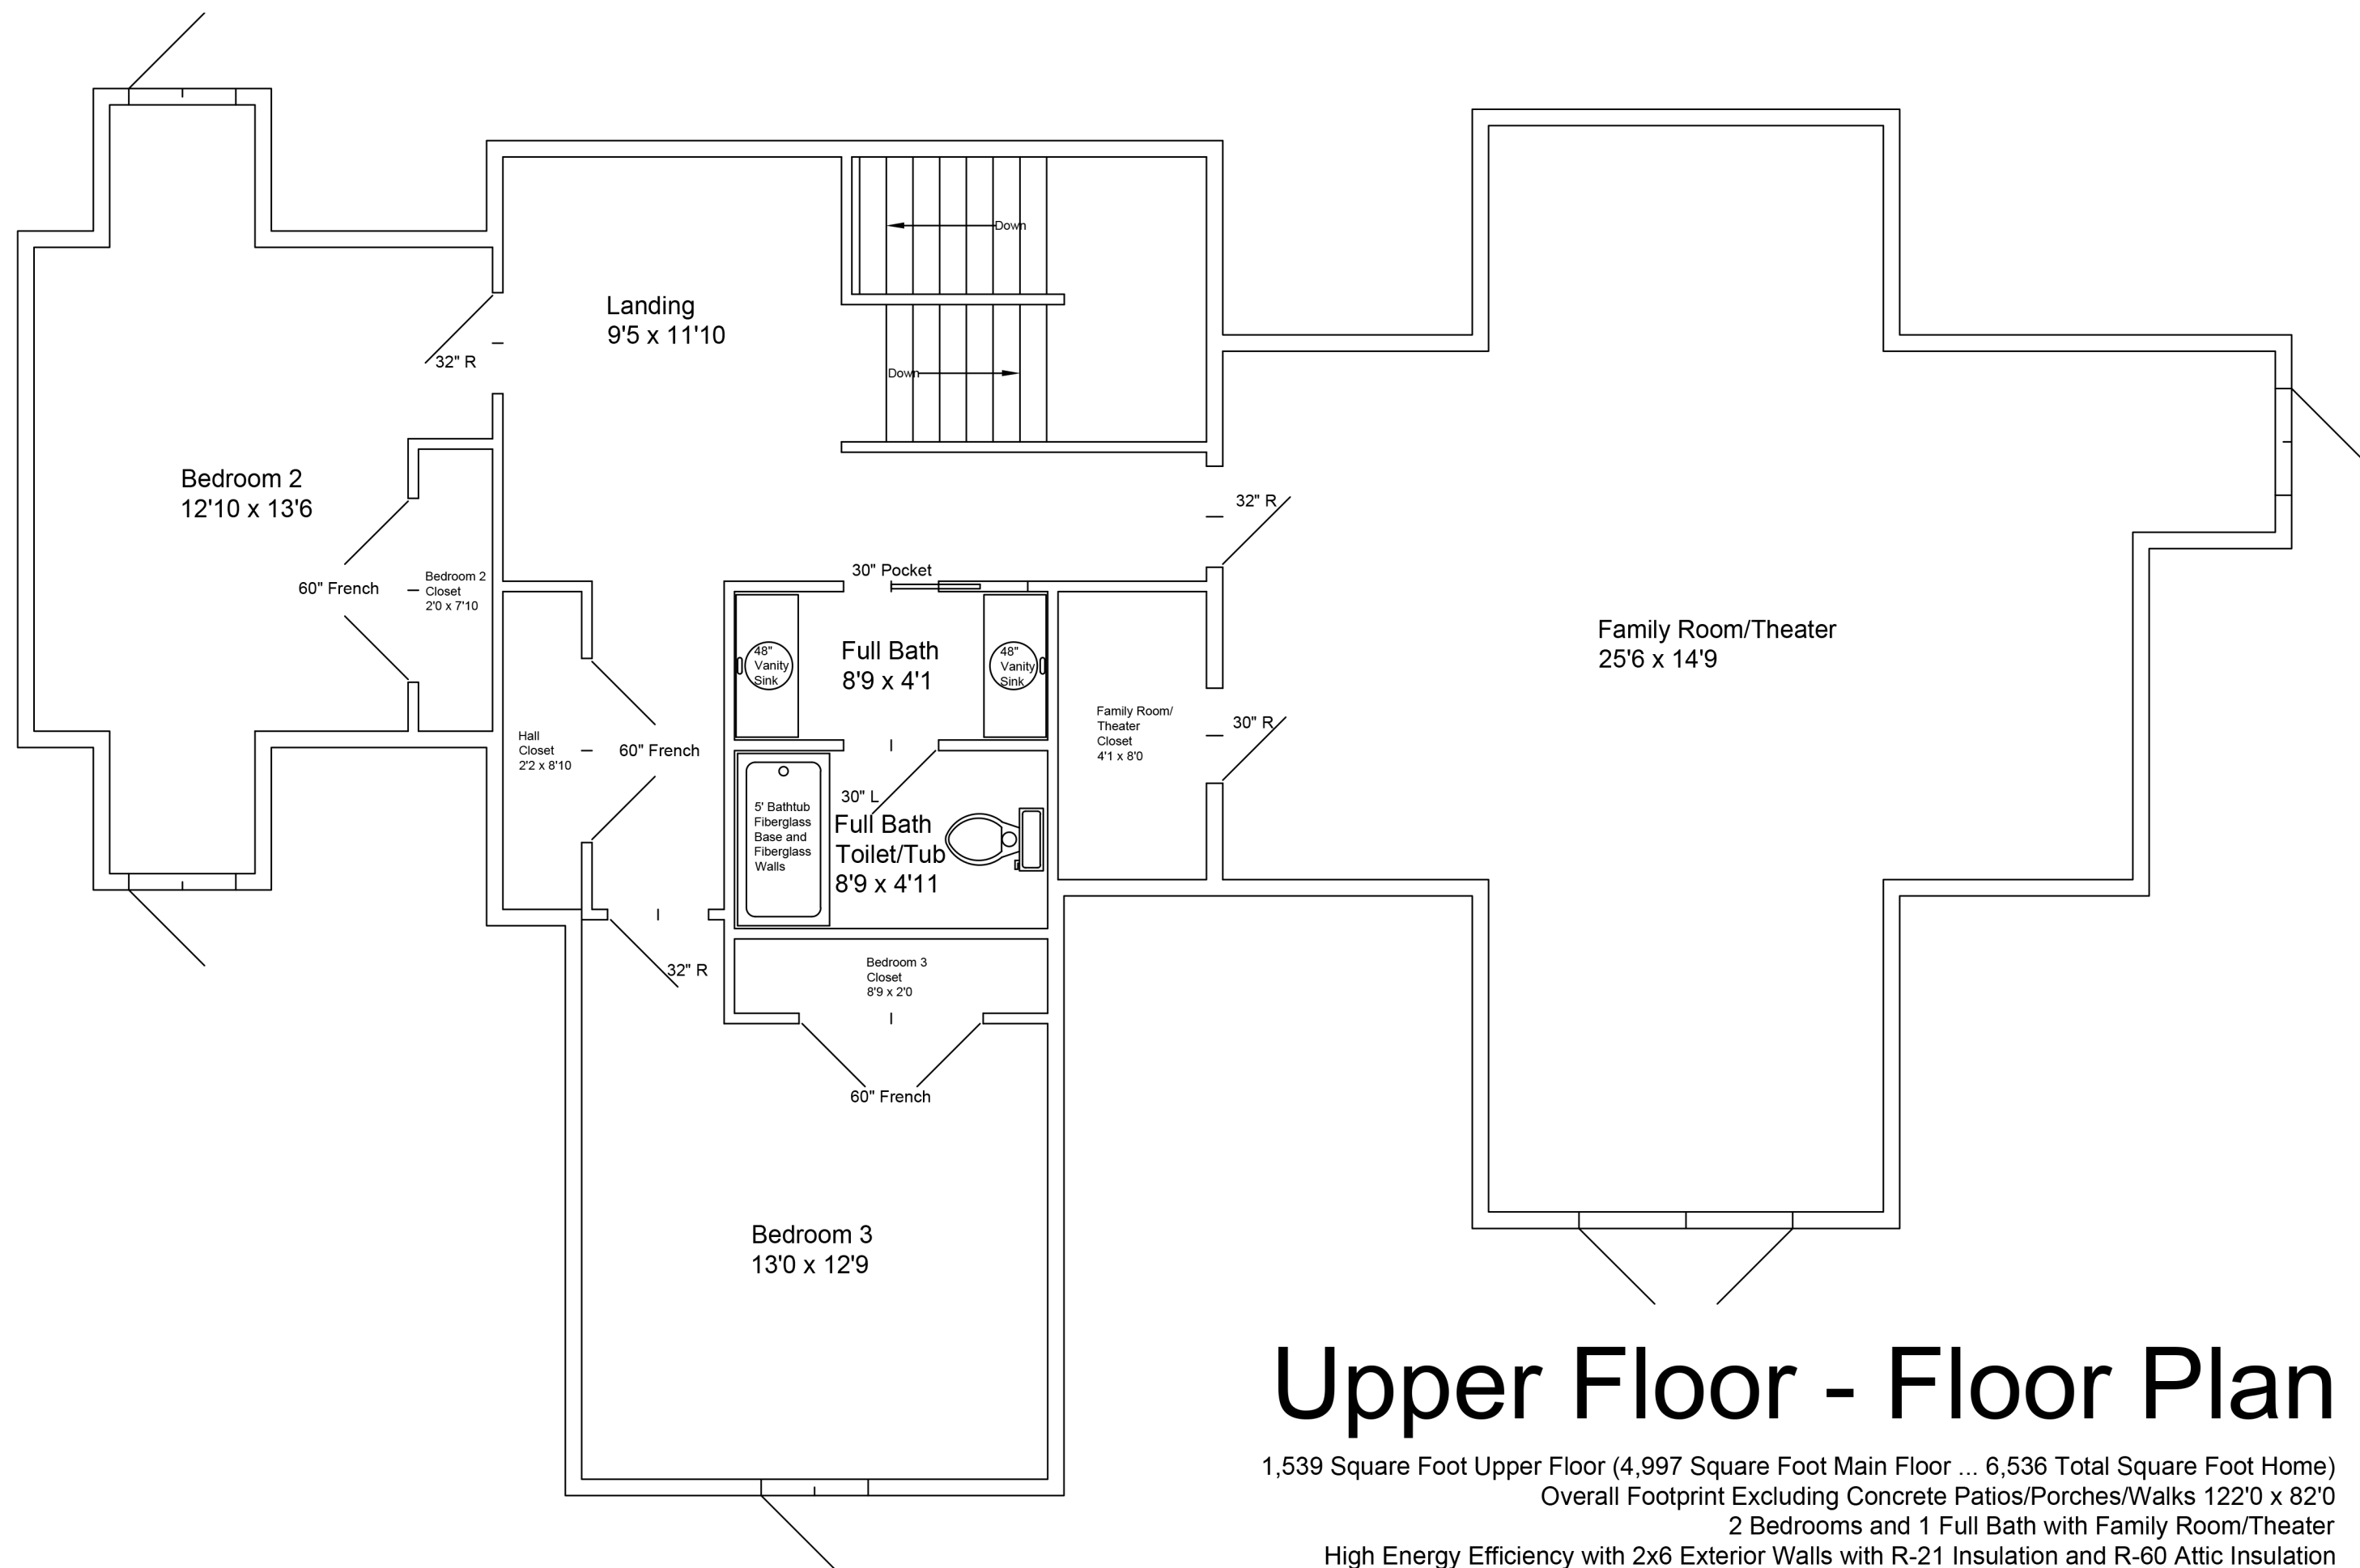 Down
Landing
9'5 x 11'10
32" R
Down
Bedroom 2
12'10 x 13'6
32" R
30" Pocket
60" French
Bedroom 2
Closet
2'0 x 7'10
Family Room/Theater
25'6 x 14'9
48"
Vanity
Sink
Full Bath
8'9 x 4'1
48"
Vanity
Sink
Family Room/
Theater
Closet
4'1 x 8'0
30" R
Hall
Closet
2'2 x 8'10
60" French
30" L
5' Bathtub
Fiberglass
Base and
Fiberglass
Walls
Full Bath
Toilet/Tub
8'9 x 4'11
32" R
Bedroom 3
Closet
8'9 x 2'0
60" French
Bedroom 3
13'0 x 12'9
Upper Floor - Floor Plan
1,539 Square Foot Upper Floor (4,997 Square Foot Main Floor ... 6,536 Total Square Foot Home)
Overall Footprint Excluding Concrete Patios/Porches/Walks 122'0 x 82'0
2 Bedrooms and 1 Full Bath with Family Room/Theater
High Energy Efficiency with 2x6 Exterior Walls with R-21 Insulation and R-60 Attic Insulation